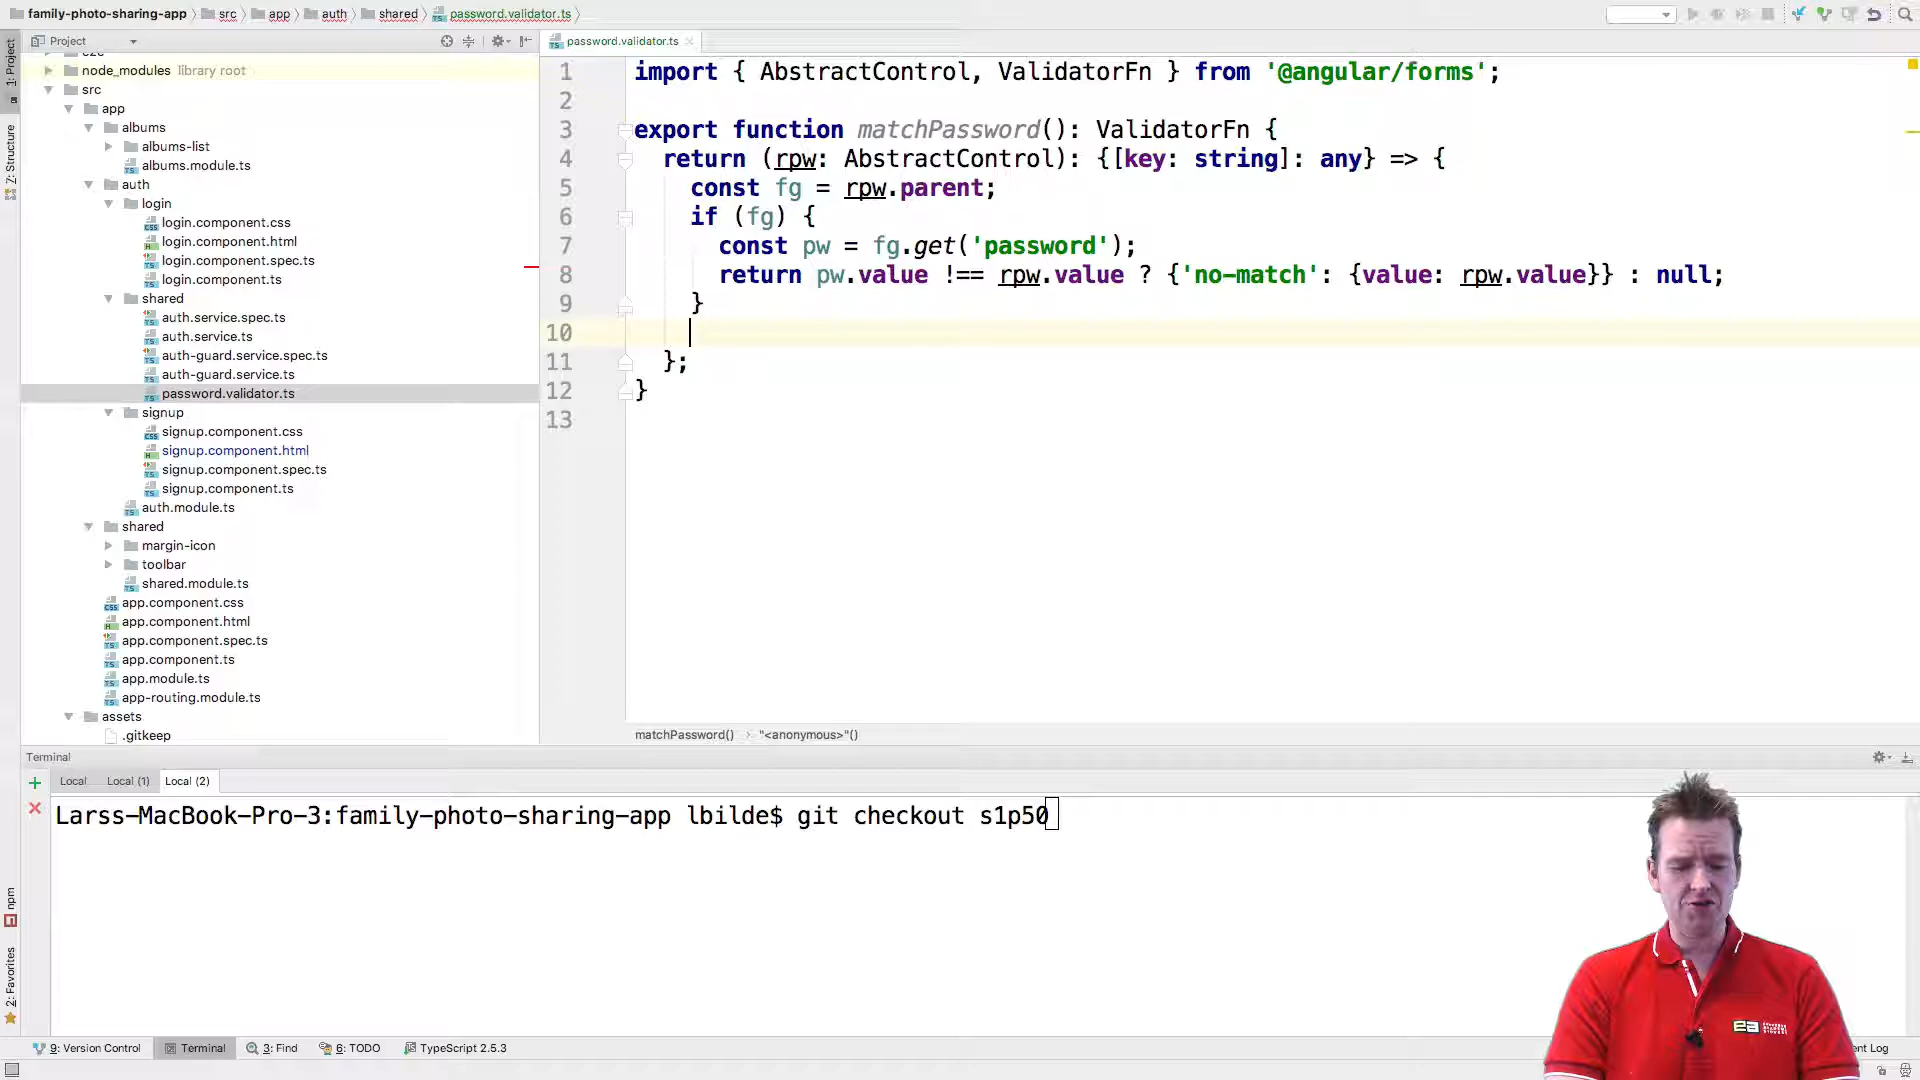 family-photo-sharing-app src app auth shared password.validator.ts
1: Project
Project
password.validator.ts
Z: Structure
node_modules library root
src
app
albums
albums-list
albums.module.ts
auth
login
login.component.css
login.component.html
login.component.spec.ts
login.component.ts
shared
auth.service.spec.ts
auth.service.ts
auth-guard.service.spec.ts
auth-guard.service.ts
password.validator.ts
signup
signup.component.css
signup.component.html
signup.component.spec.ts
signup.component.ts
auth.module.ts
shared
margin-icon
toolbar
shared.module.ts
app.component.css
app.component.html
app.component.spec.ts
app.component.ts
app.module.ts
app-routing.module.ts
assets
.gitkeep
1 import { AbstractControl, ValidatorFn } from '@angular/forms';
2
3 export function matchPassword(): ValidatorFn {
4 return (rpw: AbstractControl): {[key: string]: any} => {
5 const fg = rpw.parent;
6 if (fg) {
7 const pw = fg.get('password');
8 return pw.value !== rpw.value ? {'no-match': {value: rpw.value}} : null;
9 }
10
11 };
12 }
13
matchPassword() "<anonymous>"()
Terminal
Local Local (1) Local (2)
Larss-MacBook-Pro-3:family-photo-sharing-app lbilde$ git checkout s1p50
npm
2: Favorites
9: Version Control Terminal 3: Find 6: TODO TypeScript 2.5.3 ent Log